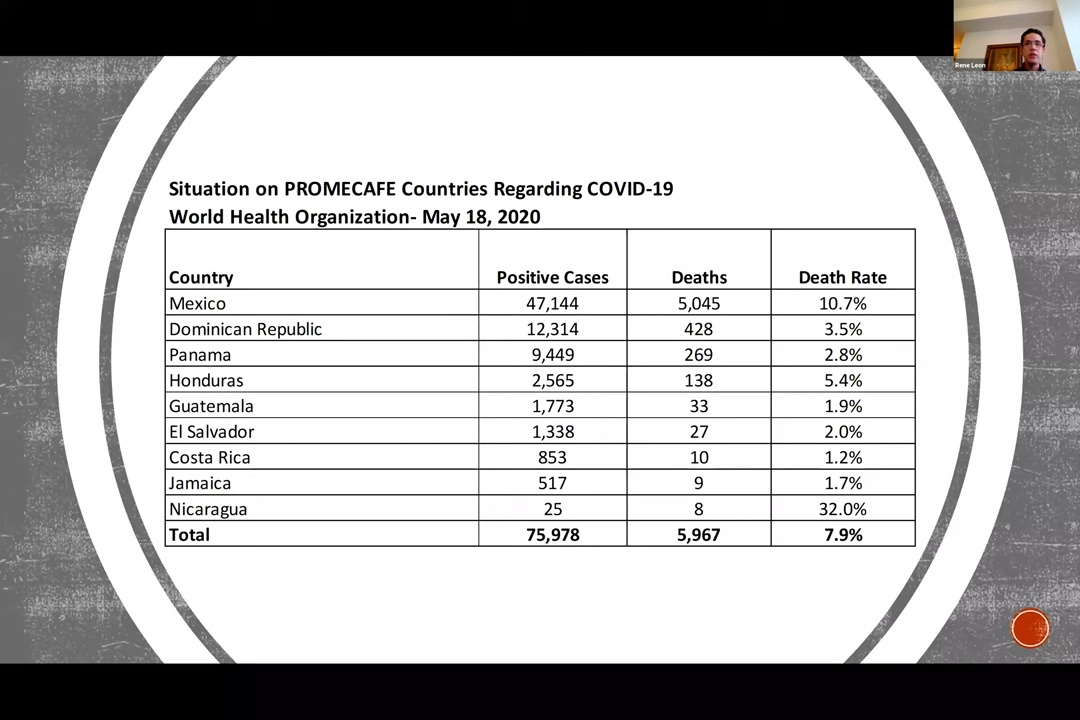 Rene Leon
Situation on PROMECAFE Countries Regarding COVID-19
World Health Organization- May 18, 2020
Country Positive Cases Deaths Death Rate
Mexico 47,144 5,045 10.7%
Dominican Republic 12,314 428 3.5%
Panama 9,449 269 2.8%
Honduras 2,565 138 5.4%
Guatemala 1,773 33 1.9%
El Salvador 1,338 27 2.0%
Costa Rica 853 10 1.2%
Jamaica 517 9 1.7%
Nicaragua 25 8 32.0%
Total 75,978 5,967 7.9%